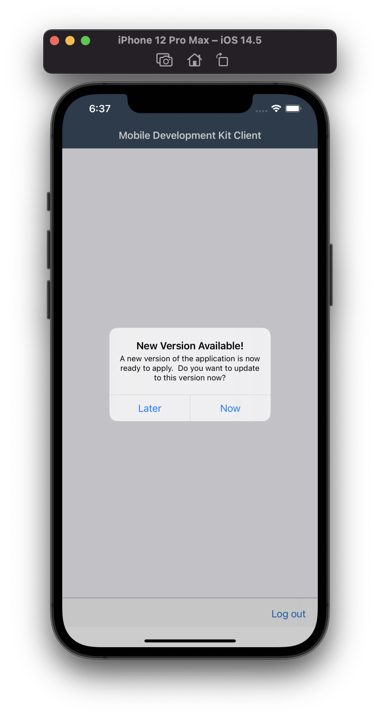 iPhone 12 Pro Max – iOS 14.5
6:37
Mobile Development Kit Client
New Version Available!
A new version of the application is now
ready to apply.  Do you want to update
to this version now?
Later
Now
Log out